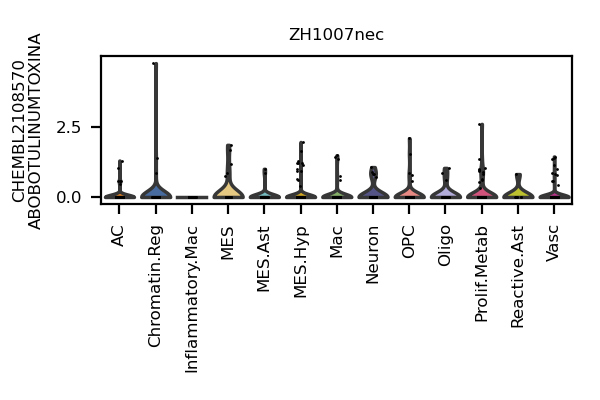 ZH1007nec
CHEMBL2108570
ABOBOTULINUMTOXINA
2.5
0.0
AC
Chromatin.Reg
Inflammatory.Mac
MES
MES.Ast
MES.Hyp
Mac
Neuron
OPC
Oligo
Prolif.Metab
Reactive.Ast
Vasc